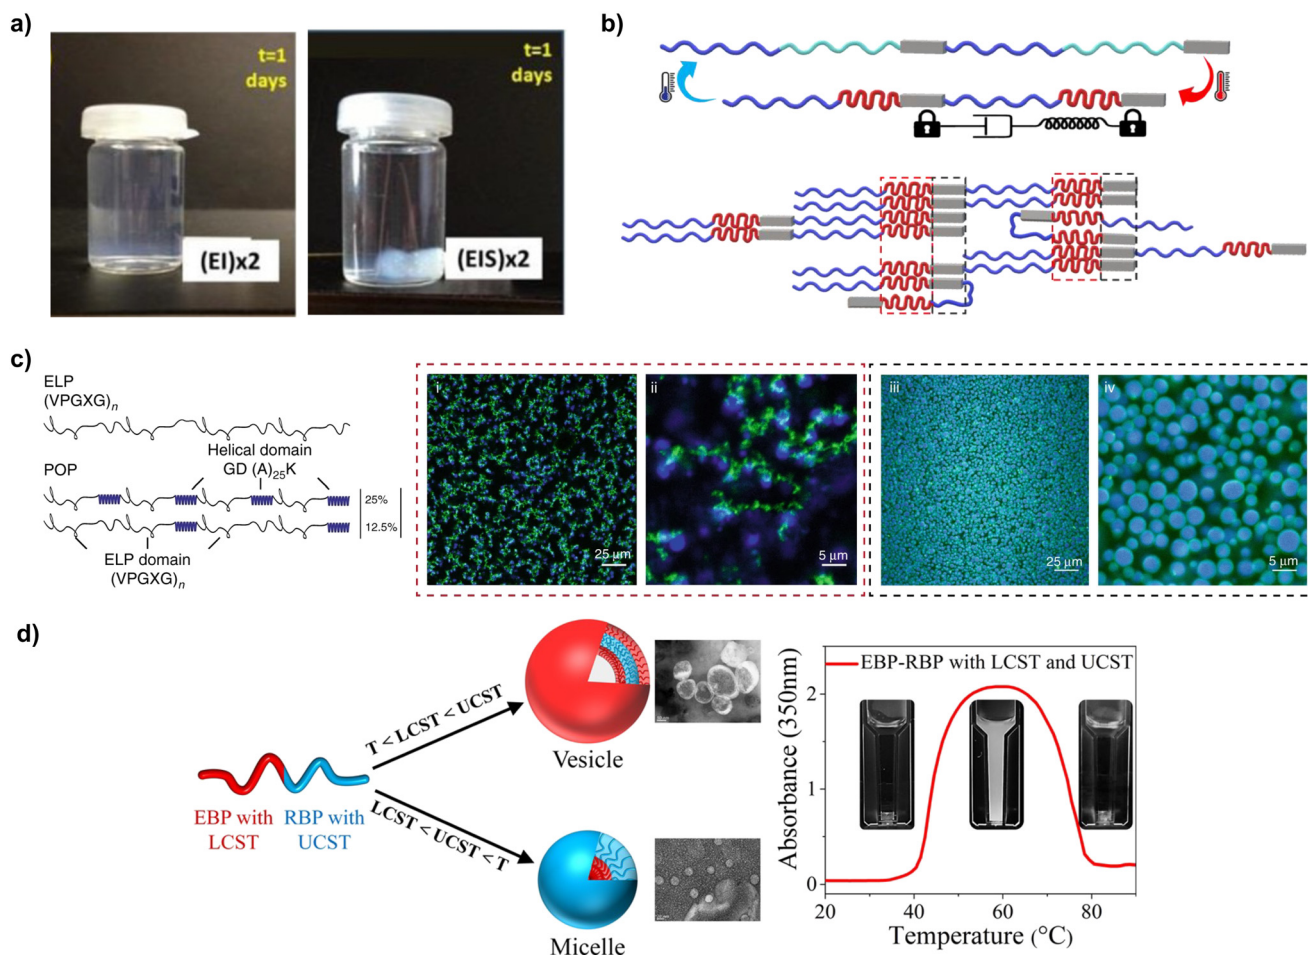 a)
t=1
days
(EI)x2
t=1
days
(EIS)x2
b)
c)
ELP
(VPGXG)n
POP
Helical domain
GD (A)25K
25%
12.5%
ELP domain
(VPGXG)n
i
25 μm
ii
5 μm
iii
25 μm
iv
5 μm
d)
EBP with
LCST
RBP with
UCST
T < LCST < UCST
LCST < UCST < T
Vesicle
Micelle
EBP-RBP with LCST and UCST
Absorbance (350nm)
2
1
0
20
40
60
80
Temperature (°C)